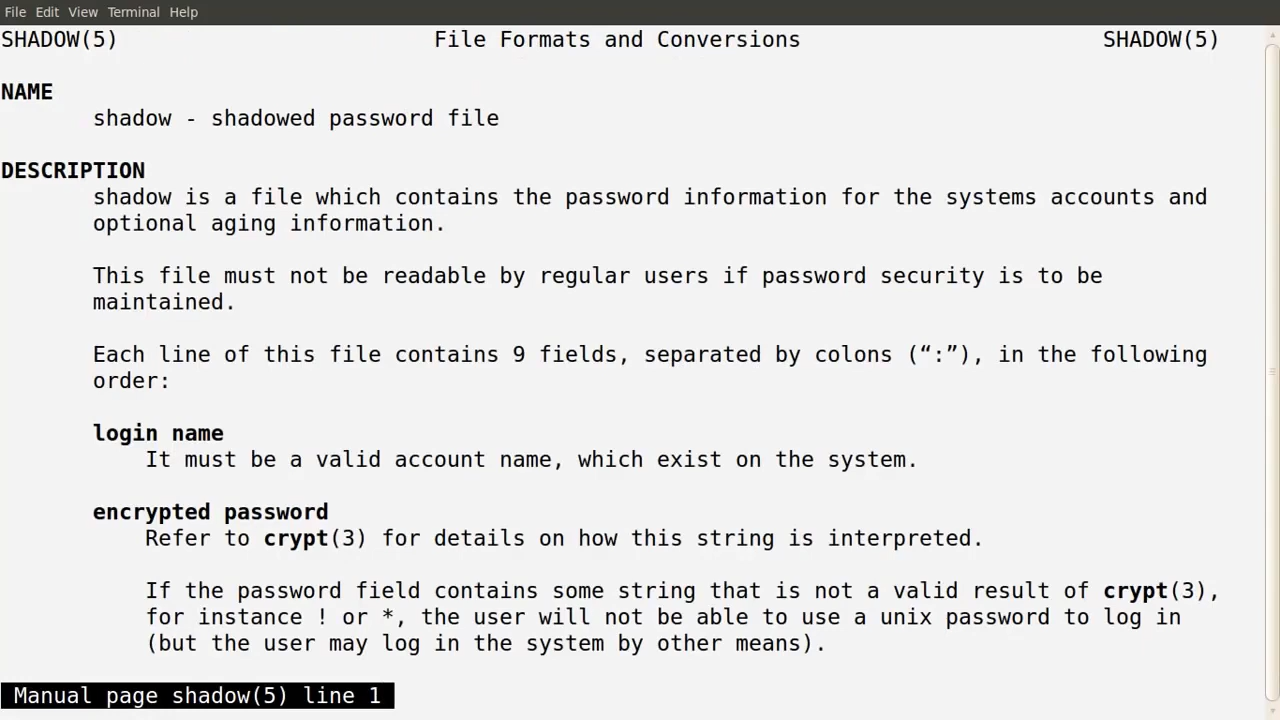 File Edit View Terminal Help
SHADOW(5) File Formats and Conversions SHADOW(5)
NAME
shadow - shadowed password file
DESCRIPTION
shadow is a file which contains the password information for the systems accounts and
optional aging information.
This file must not be readable by regular users if password security is to be
maintained.
Each line of this file contains 9 fields, separated by colons (“:”), in the following
order:
login name
It must be a valid account name, which exist on the system.
encrypted password
Refer to crypt(3) for details on how this string is interpreted.
If the password field contains some string that is not a valid result of crypt(3),
for instance ! or *, the user will not be able to use a unix password to log in
(but the user may log in the system by other means).
Manual page shadow(5) line 1